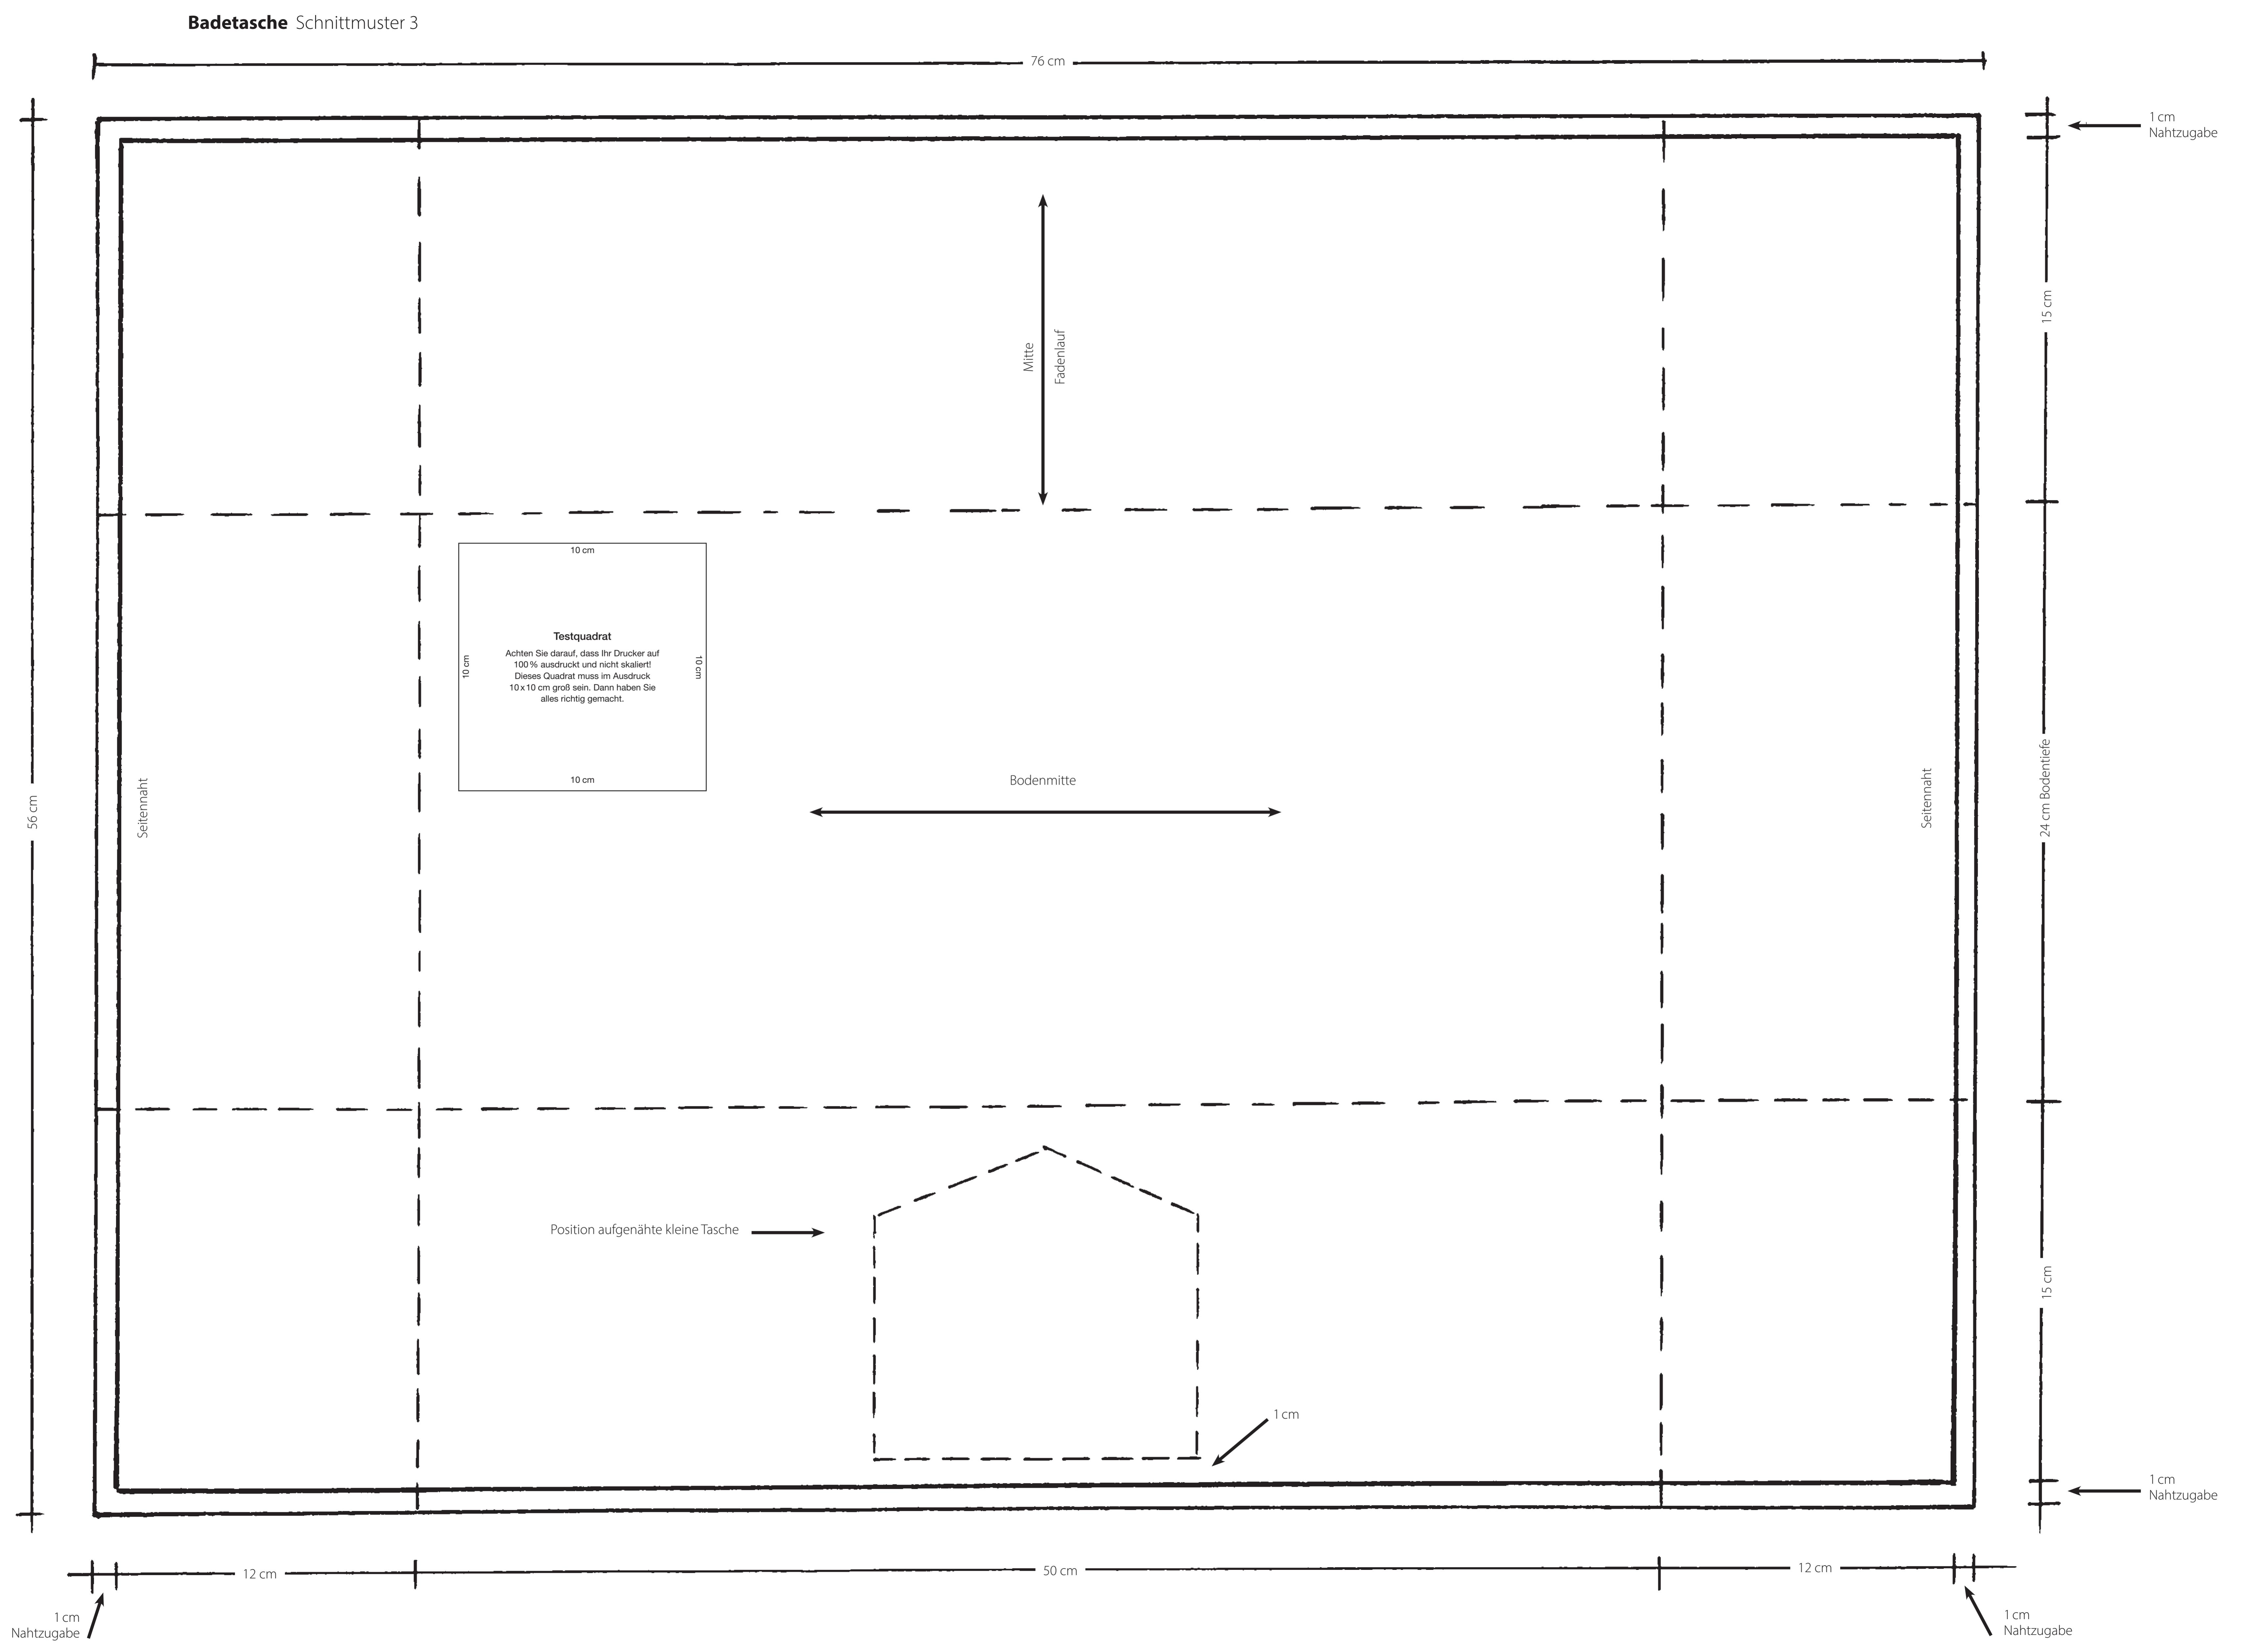 Badetasche Schnittmuster 3
76 cm
1 cm
Nahtzugabe
15 cm
Mitte
Fadenlauf
10 cm
Testquadrat
10 cm
10 cm
Achten Sie darauf, dass Ihr Drucker auf
100 % ausdruckt und nicht skaliert!
Dieses Quadrat muss im Ausdruck
10 x 10 cm groß sein. Dann haben Sie
alles richtig gemacht.
10 cm
Bodenmitte
56 cm
Seitennaht
Seitennaht
24 cm Bodentiefe
Position aufgenähte kleine Tasche
15 cm
1 cm
1 cm
Nahtzugabe
12 cm
50 cm
12 cm
1 cm
Nahtzugabe
1 cm
Nahtzugabe